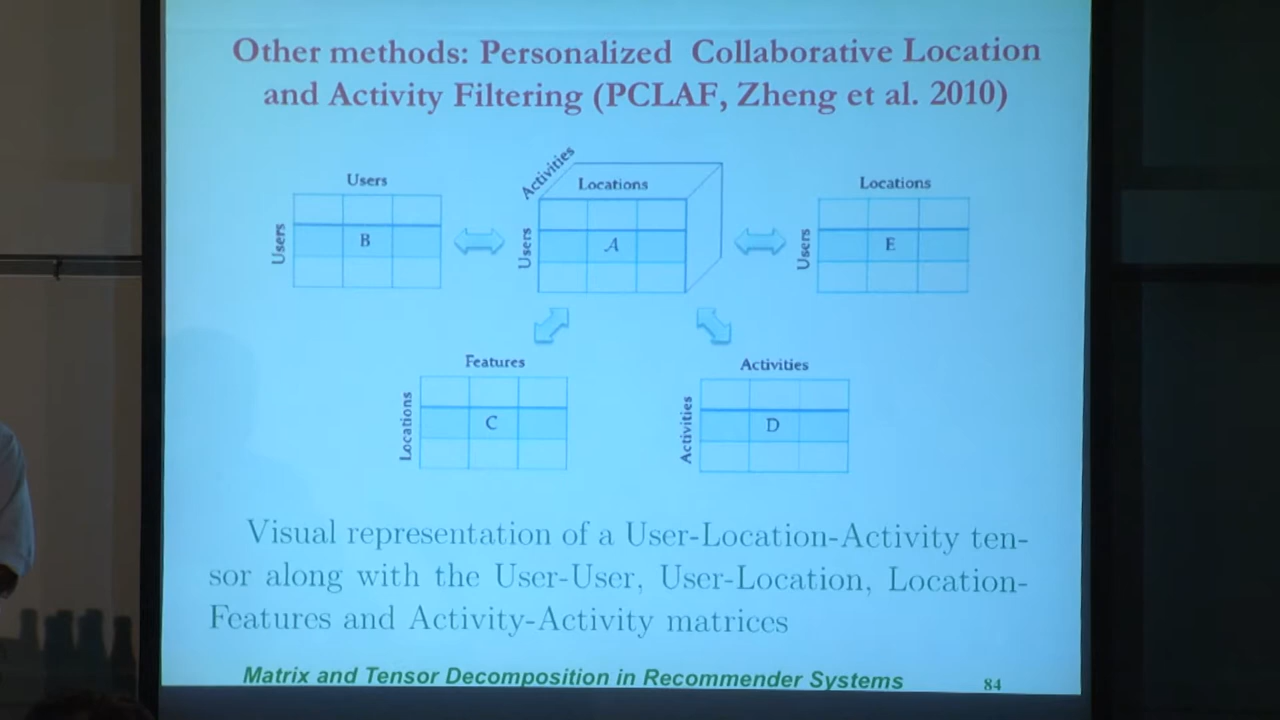 Other methods: Personalized Collaborative Location
and Activity Filtering (PCLAF, Zheng et al. 2010)
Users
Users
B
Activities
Locations
Users
A
Locations
Users
E
Features
Locations
C
Activities
Activities
D
Visual representation of a User-Location-Activity ten-
sor along with the User-User, User-Location, Location-
Features and Activity-Activity matrices
Matrix and Tensor Decomposition in Recommender Systems
84